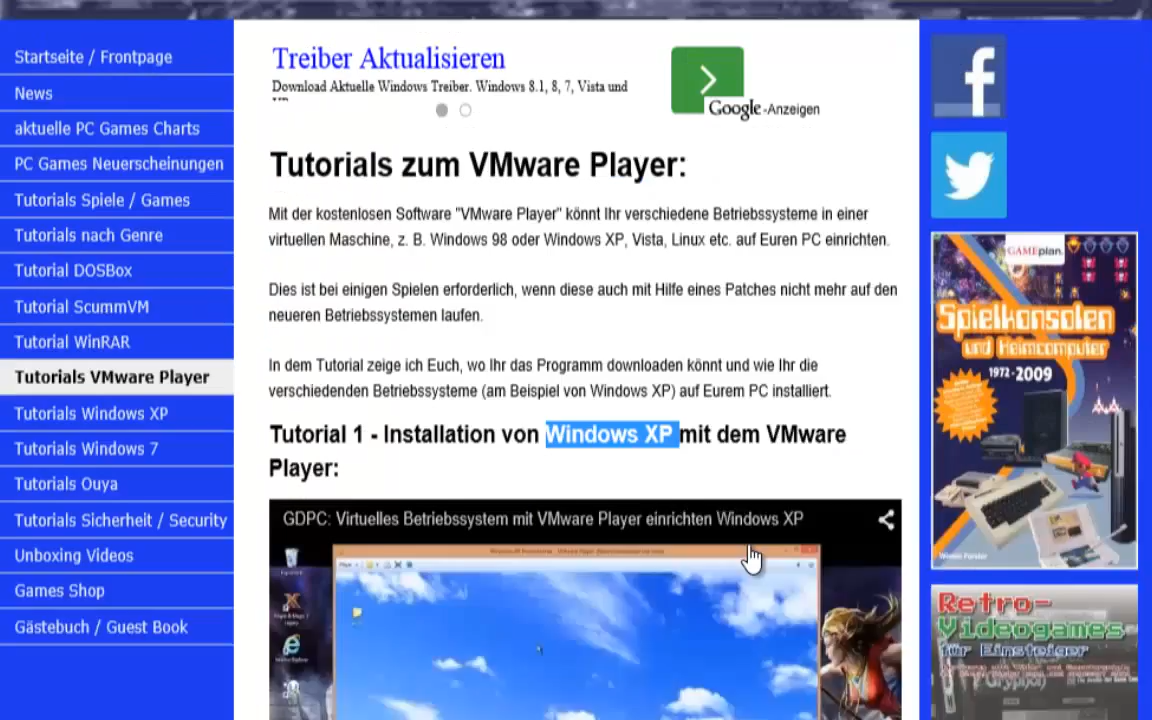 Startseite / Frontpage
News
aktuelle PC Games Charts
PC Games Neuerscheinungen
Tutorials Spiele / Games
Tutorials nach Genre
Tutorial DOSBox
Tutorial ScummVM
Tutorial WinRAR
Tutorials VMware Player
Tutorials Windows XP
Tutorials Windows 7
Tutorials Ouya
Tutorials Sicherheit / Security
Unboxing Videos
Games Shop
Gästebuch / Guest Book
Treiber Aktualisieren
Download Aktuelle Windows Treiber. Windows 8.1, 8, 7, Vista und
Google-Anzeigen
Tutorials zum VMware Player:
Mit der kostenlosen Software "VMware Player" könnt Ihr verschiedene Betriebssysteme in einer
virtuellen Maschine, z. B. Windows 98 oder Windows XP, Vista, Linux etc. auf Euren PC einrichten.
Dies ist bei einigen Spielen erforderlich, wenn diese auch mit Hilfe eines Patches nicht mehr auf den
neueren Betriebssystemen laufen.
In dem Tutorial zeige ich Euch, wo Ihr das Programm downloaden könnt und wie Ihr die
verschiedenden Betriebssysteme (am Beispiel von Windows XP) auf Eurem PC installiert.
Tutorial 1 - Installation von Windows XP mit dem VMware
Player:
GDPC: Virtuelles Betriebssystem mit VMware Player einrichten Windows XP
GAMEplan
Spielkonsolen
und Heimcomputer
1972-2009
Retro-
Videogames
für Einsteiger